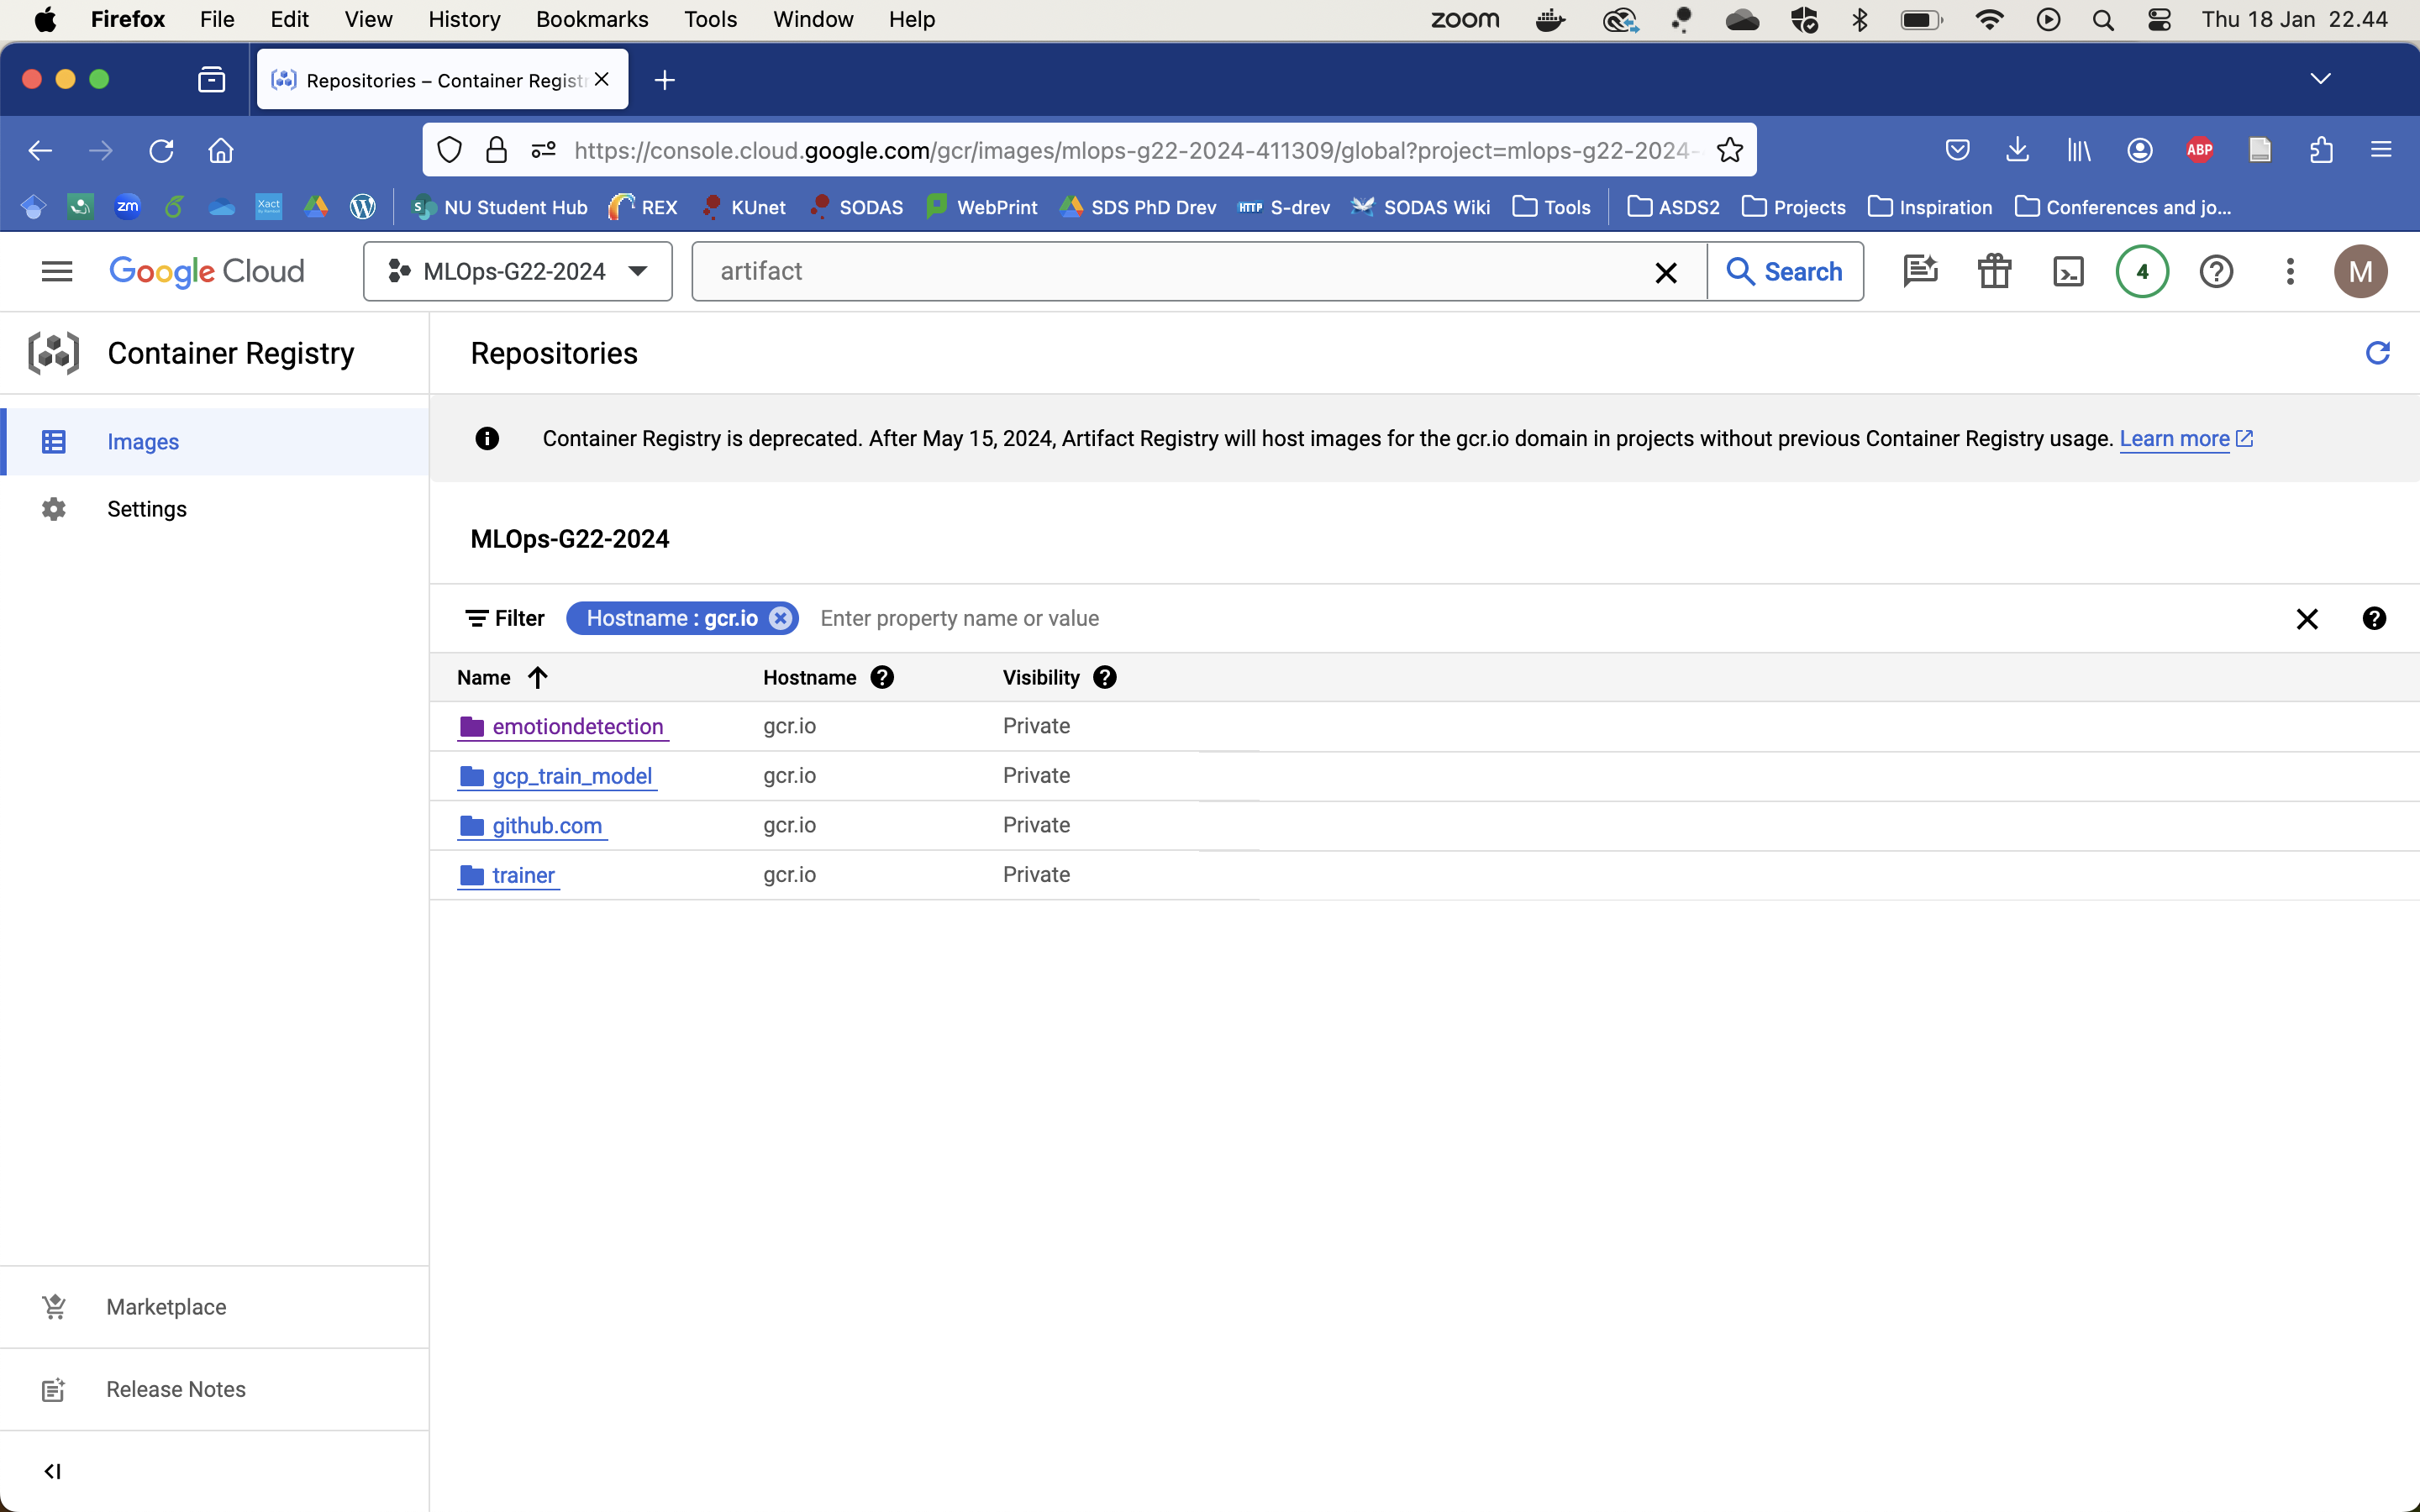 Firefox File Edit View History Bookmarks Tools Window Help zoom Thu 18 Jan 22.44
Repositories – Container Regist
https://console.cloud.google.com/gcr/images/mlops-g22-2024-411309/global?project=mlops-g22-2024- ABP
zm Xact NU Student Hub REX KUnet SODAS WebPrint SDS PhD Drev HTTP S-drev SODAS Wiki Tools ASDS2 Projects Inspiration Conferences and jo...
Google Cloud MLOps-G22-2024 artifact Search 4 M
Container Registry Repositories
Container Registry is deprecated. After May 15, 2024, Artifact Registry will host images for the gcr.io domain in projects without previous Container Registry usage. Learn more
Images
Settings
MLOps-G22-2024
Filter Hostname : gcr.io Enter property name or value
Name Hostname Visibility
emotiondetection gcr.io Private
gcp_train_model gcr.io Private
github.com gcr.io Private
trainer gcr.io Private
Marketplace
Release Notes